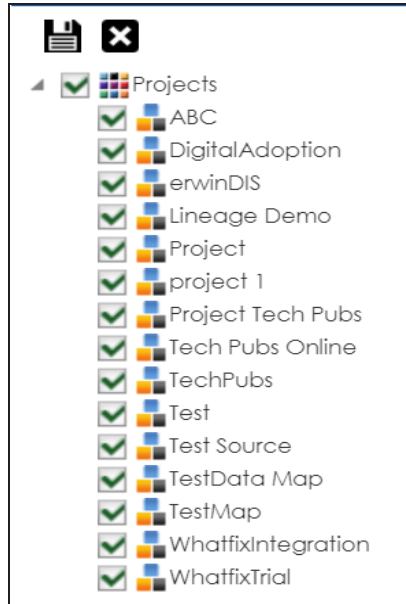 Projects
ABC
DigitalAdoption
erwinDIS
Lineage Demo
Project
project 1
Project Tech Pubs
Tech Pubs Online
TechPubs
Test
Test Source
TestData Map
TestMap
WhatfixIntegration
WhatfixTrial